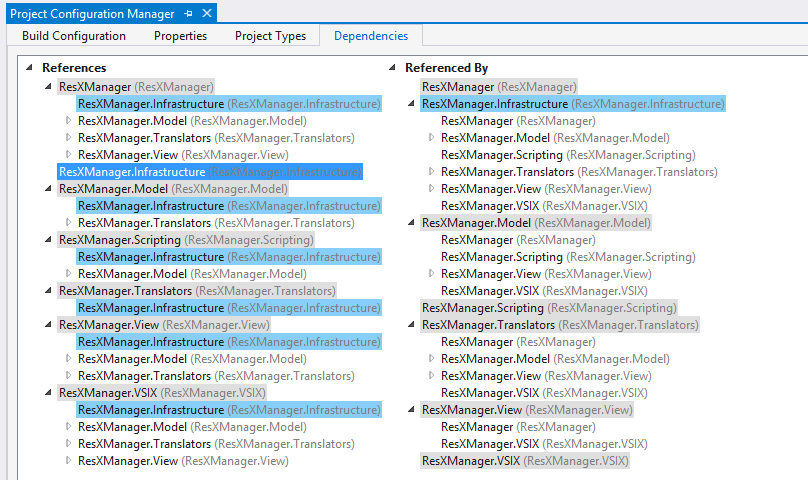 Project Configuration Manager
Build Configuration Properties Project Types Dependencies
References
ResXManager (ResXManager)
ResXManager.Infrastructure (ResXManager.Infrastructure)
ResXManager.Model (ResXManager.Model)
ResXManager.Translators (ResXManager.Translators)
ResXManager.View (ResXManager.View)
ResXManager.Infrastructure (ResXManager.Infrastructure)
ResXManager.Model (ResXManager.Model)
ResXManager.Infrastructure (ResXManager.Infrastructure)
ResXManager.Translators (ResXManager.Translators)
ResXManager.Scripting (ResXManager.Scripting)
ResXManager.Infrastructure (ResXManager.Infrastructure)
ResXManager.Model (ResXManager.Model)
ResXManager.Translators (ResXManager.Translators)
ResXManager.Infrastructure (ResXManager.Infrastructure)
ResXManager.View (ResXManager.View)
ResXManager.Infrastructure (ResXManager.Infrastructure)
ResXManager.Model (ResXManager.Model)
ResXManager.Translators (ResXManager.Translators)
ResXManager.VSIX (ResXManager.VSIX)
ResXManager.Infrastructure (ResXManager.Infrastructure)
ResXManager.Model (ResXManager.Model)
ResXManager.Translators (ResXManager.Translators)
ResXManager.View (ResXManager.View)
Referenced By
ResXManager (ResXManager)
ResXManager.Infrastructure (ResXManager.Infrastructure)
ResXManager (ResXManager)
ResXManager.Model (ResXManager.Model)
ResXManager.Scripting (ResXManager.Scripting)
ResXManager.Translators (ResXManager.Translators)
ResXManager.View (ResXManager.View)
ResXManager.VSIX (ResXManager.VSIX)
ResXManager.Model (ResXManager.Model)
ResXManager (ResXManager)
ResXManager.Scripting (ResXManager.Scripting)
ResXManager.View (ResXManager.View)
ResXManager.VSIX (ResXManager.VSIX)
ResXManager.Scripting (ResXManager.Scripting)
ResXManager.Translators (ResXManager.Translators)
ResXManager (ResXManager)
ResXManager.Model (ResXManager.Model)
ResXManager.View (ResXManager.View)
ResXManager.VSIX (ResXManager.VSIX)
ResXManager.View (ResXManager.View)
ResXManager (ResXManager)
ResXManager.VSIX (ResXManager.VSIX)
ResXManager.VSIX (ResXManager.VSIX)